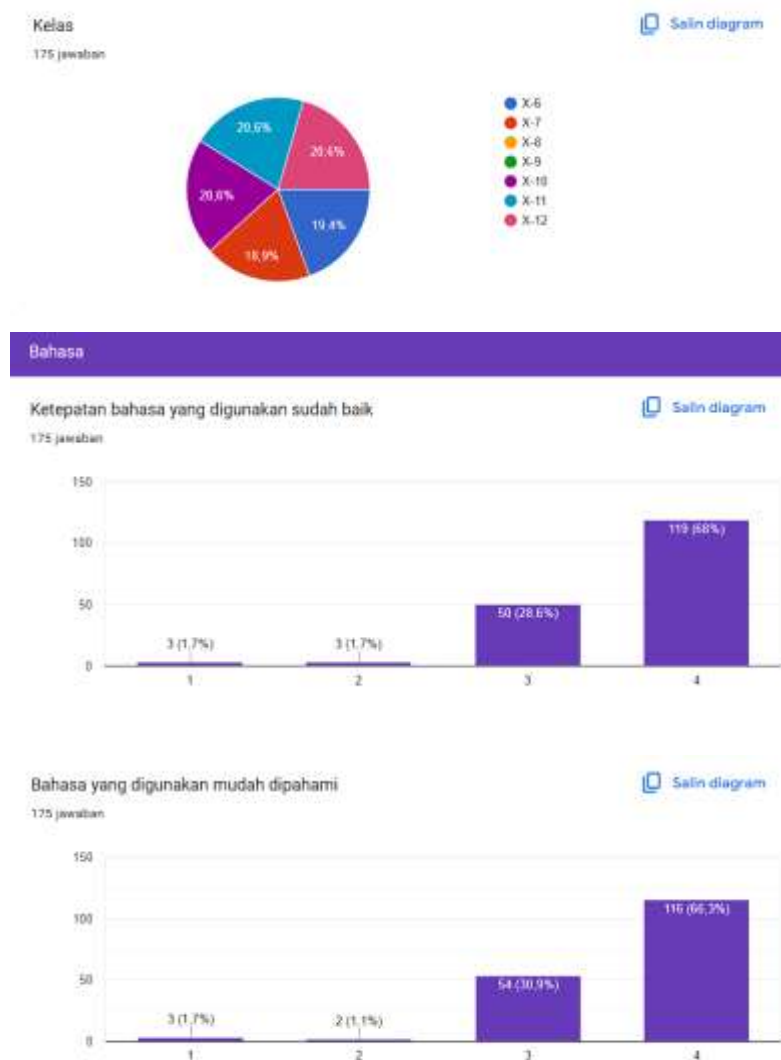 Kelas
Salin diagram
175 jawaban
20,6%
20,6%
20,6%
19,4%
18,9%
X-6
X-7
X-8
X-9
X-10
X-11
X-12
Bahasa
Ketepatan bahasa yang digunakan sudah baik
Salin diagram
175 jawaban
150
100
50
0
3 (1,7%)
3 (1,7%)
50 (28,6%)
119 (68%)
1
2
3
4
Bahasa yang digunakan mudah dipahami
Salin diagram
175 jawaban
150
100
50
0
3 (1,7%)
2 (1,1%)
54 (30,9%)
116 (66,3%)
1
2
3
4